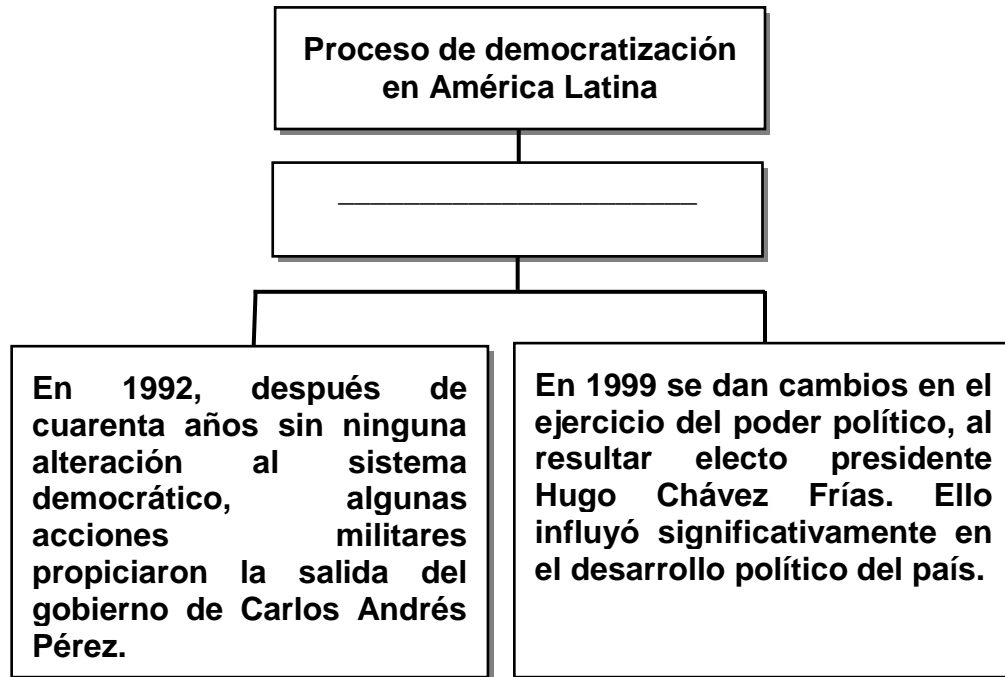 Proceso de democratización
en América Latina
______________________
En 1992, después de
cuarenta años sin ninguna
alteración al sistema
democrático, algunas
acciones militares
propiciaron la salida del
gobierno de Carlos Andrés
Pérez.
En 1999 se dan cambios en el
ejercicio del poder político, al
resultar electo presidente
Hugo Chávez Frías. Ello
influyó significativamente en
el desarrollo político del país.